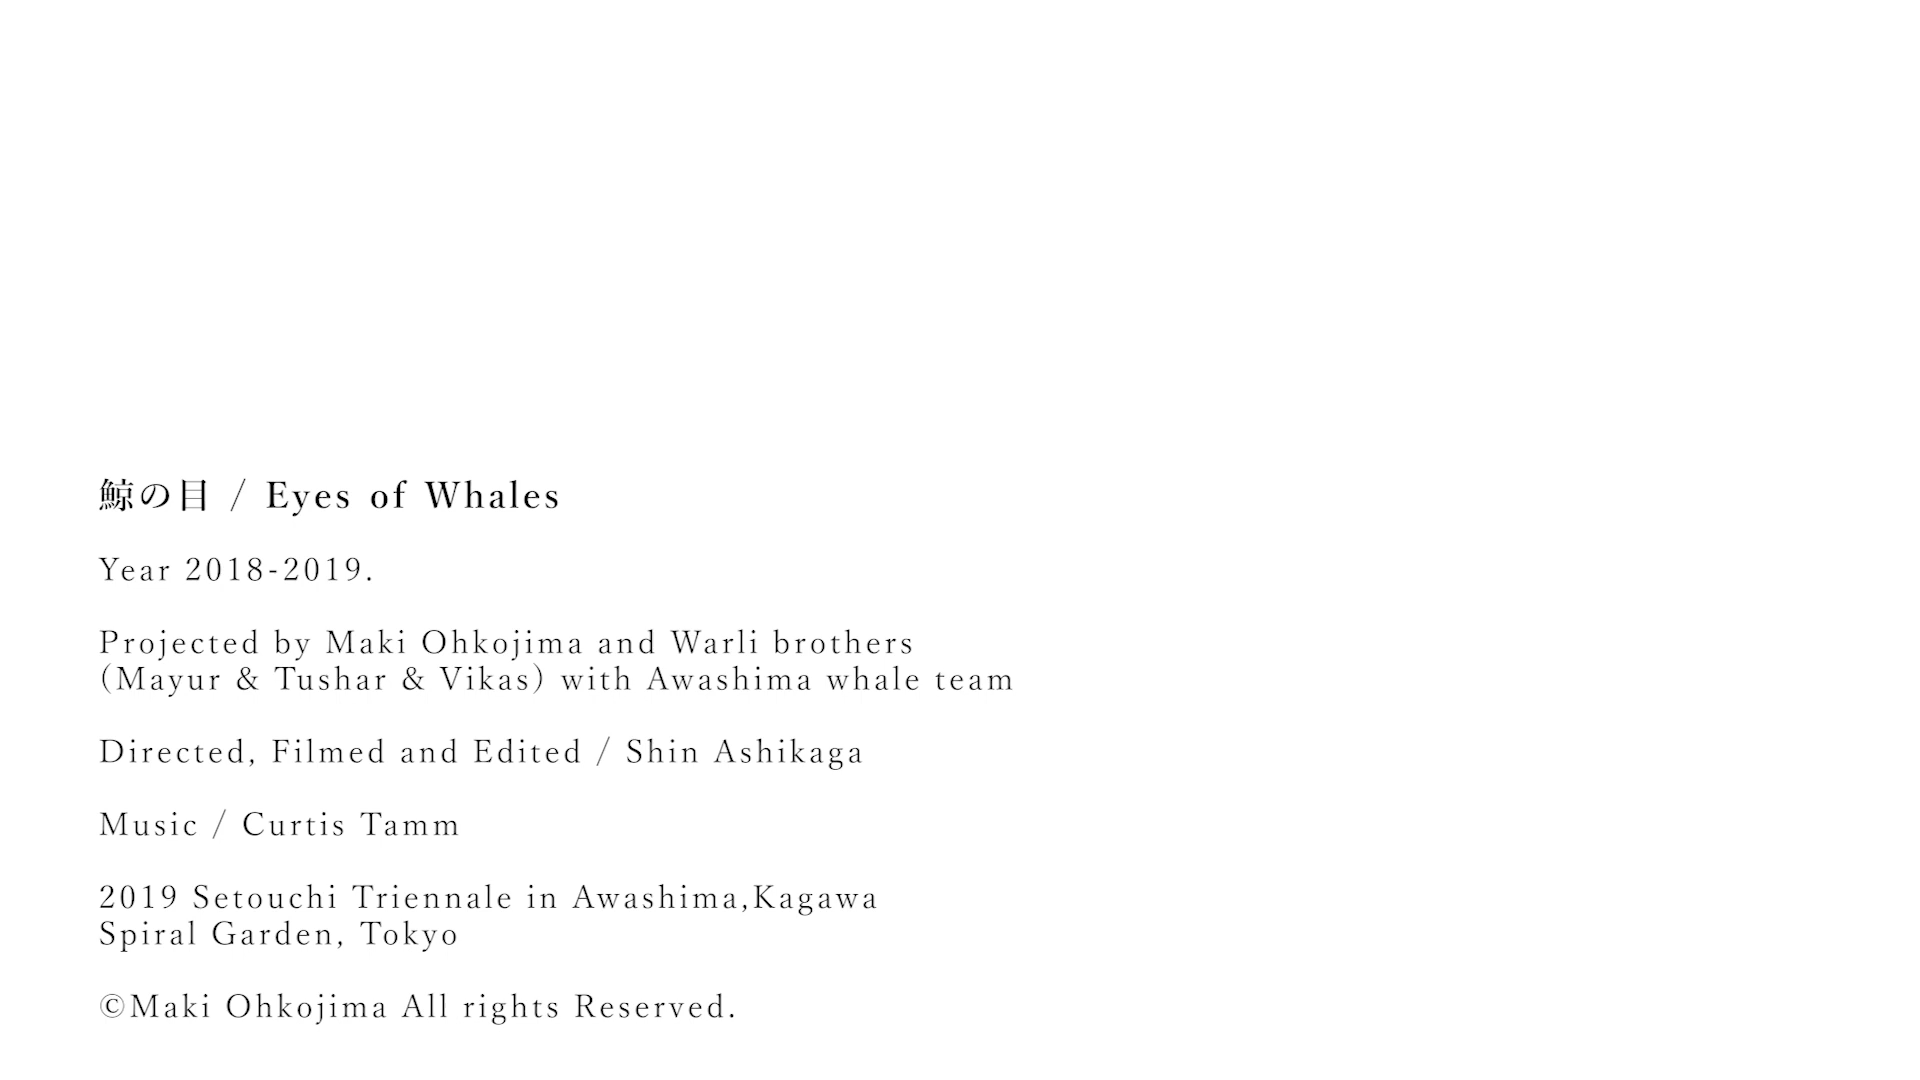 鯨の目 / Eyes of Whales
Year 2018-2019.
Projected by Maki Ohkojima and Warli brothers
(Mayur & Tushar & Vikas) with Awashima whale team
Directed, Filmed and Edited / Shin Ashikaga
Music / Curtis Tamm
2019 Setouchi Triennale in Awashima,Kagawa
Spiral Garden, Tokyo
©Maki Ohkojima All rights Reserved.